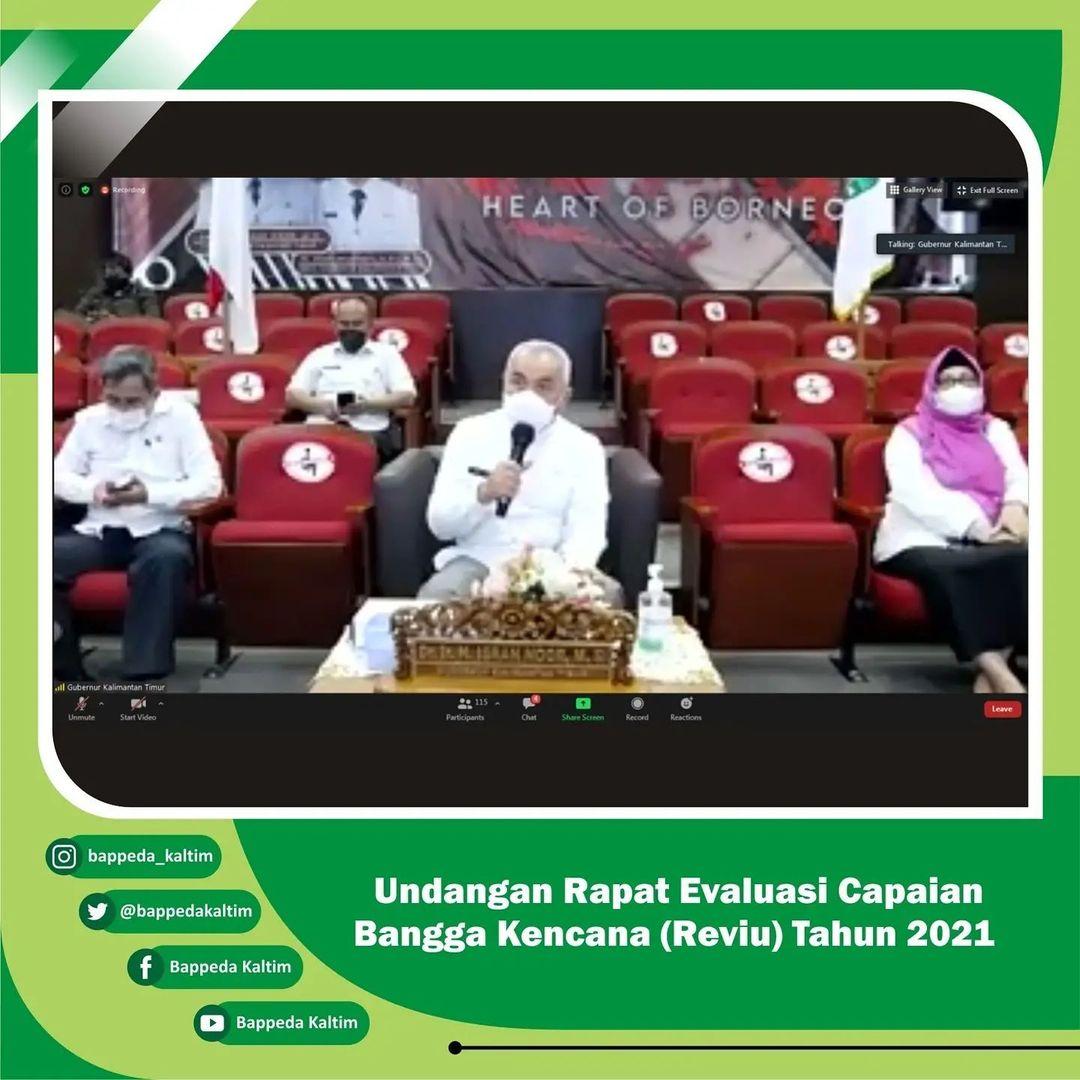 Recording
HEART OF BORNEO
Gallery View
Exit Full Screen
Talking: Gubernur Kalimantan T...
Gubernur Kalimantan Timur
Unmute
Start Video
115
Participants
4
Chat
Share Screen
Record
Reactions
Leave
bappeda_kaltim
@bappedakaltim
Bappeda Kaltim
Bappeda Kaltim
Undangan Rapat Evaluasi Capaian
Bangga Kencana (Reviu) Tahun 2021